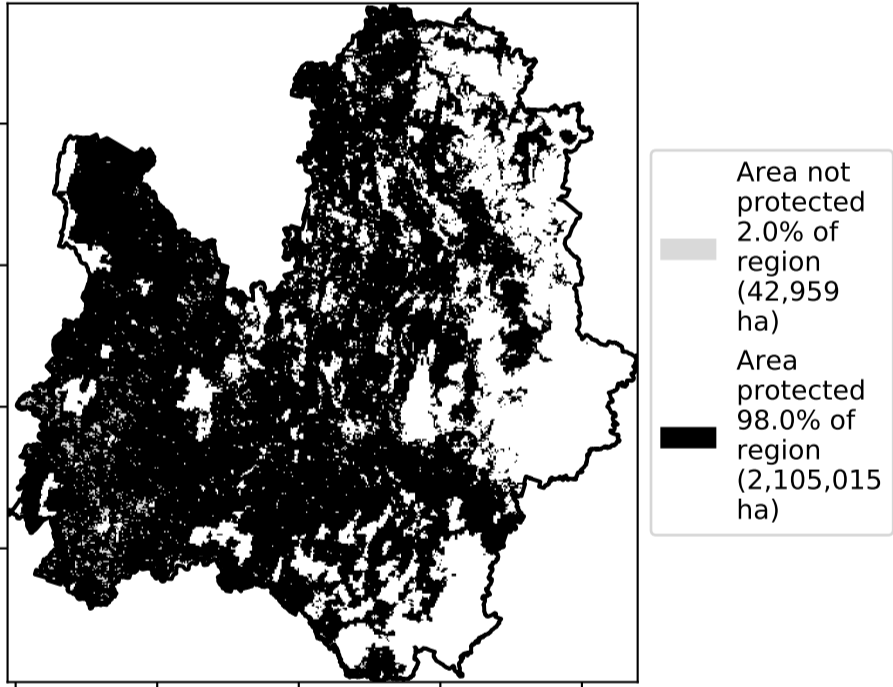 Area not
protected
2.0% of
region
(42,959
ha)
Area
protected
98.0% of
region
(2,105,015
ha)